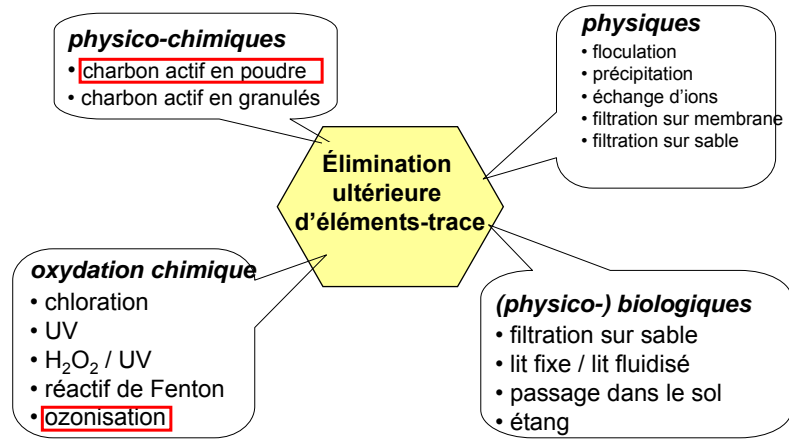 physico-chimiques
• charbon actif en poudre
• charbon actif en granulés
physiques
• floculation
• précipitation
• échange d'ions
• filtration sur membrane
• filtration sur sable
Élimination
ultérieure
d'éléments-trace
oxydation chimique
• chloration
• UV
• H₂O₂ / UV
• réactif de Fenton
• ozonisation
(physico-) biologiques
• filtration sur sable
• lit fixe / lit fluidisé
• passage dans le sol
• étang